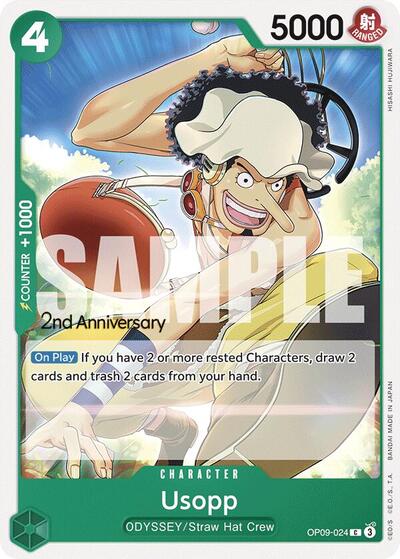 4
5000
射
RANGED
HISASHI FUJIWARA
COUNTER +1000
SAMPLE
2nd Anniversary
On Play If you have 2 or more rested Characters, draw 2
cards and trash 2 cards from your hand.
CHARACTER
Usopp
ODYSSEY/Straw Hat Crew
OP09-024 C 3
©E.O./S., T.A. BANDAI MADE IN JAPAN